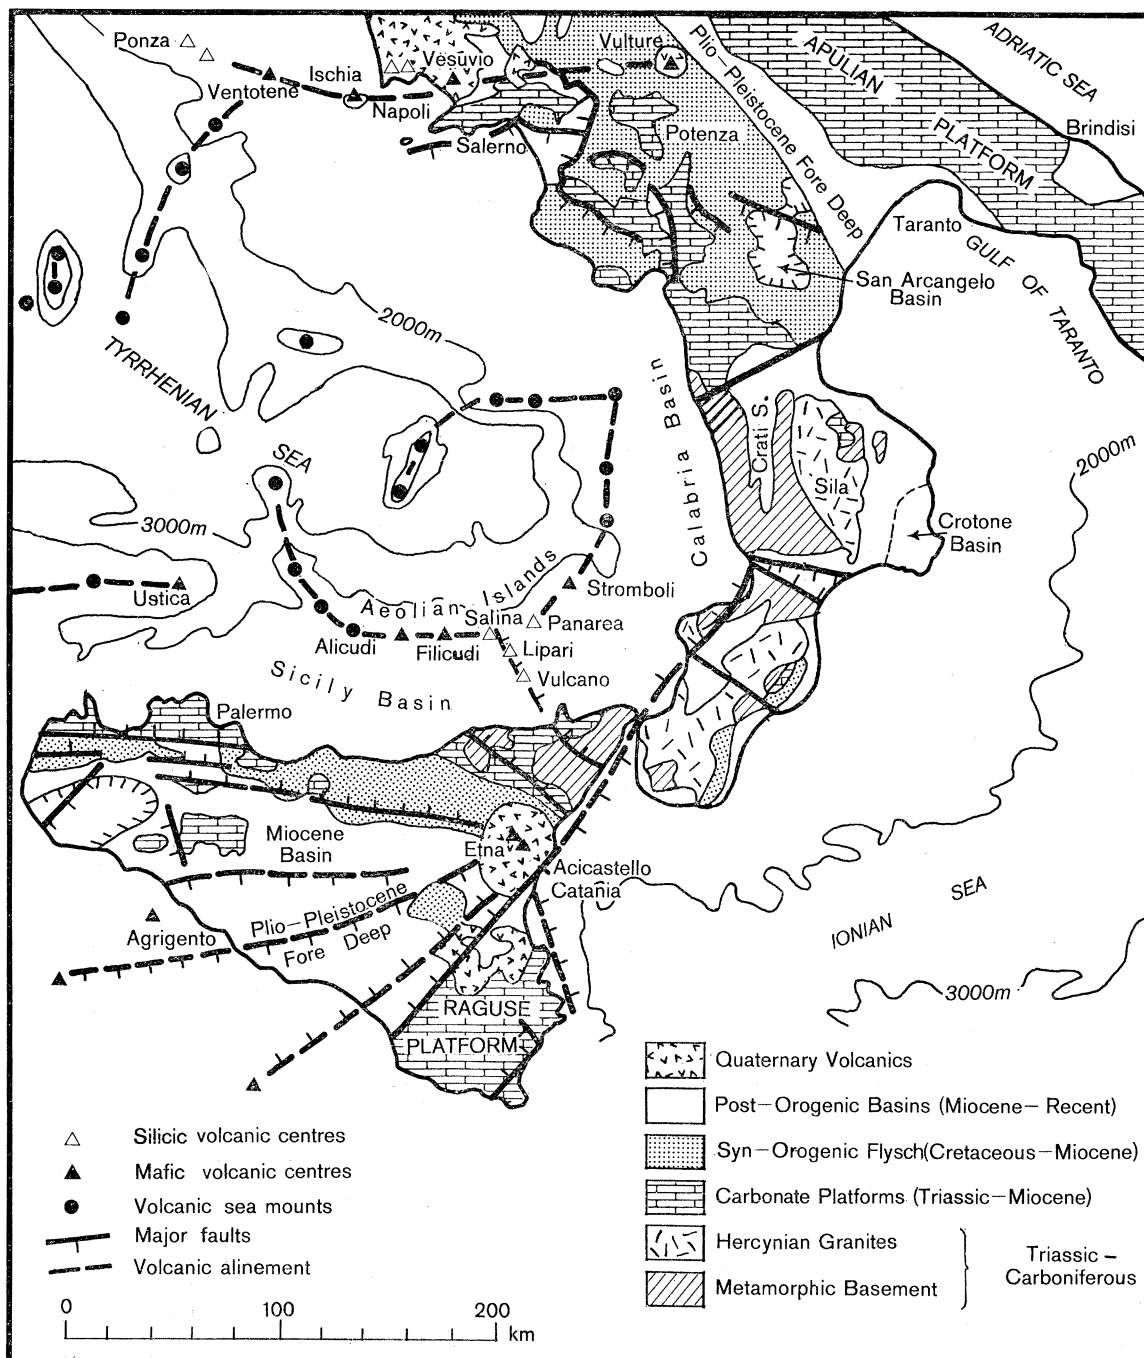 Ponza
Ventotene
Ischia
Napoli
Vesuvio
Vulture
Salerno
Potenza
Plio-Pleistocene Fore Deep
APULIAN
PLATFORM
ADRIATIC SEA
Brindisi
Taranto
GULF OF TARANTO
San Arcangelo
Basin
2000m
TYRRHENIAN
SEA
3000m
Calabria Basin
Crati S.
Sila
2000m
Crotone
Basin
Ustica
Aeolian Islands
Stromboli
Salina
Panarea
Alicudi
Filicudi
Lipari
Vulcano
Sicily Basin
Palermo
Miocene
Basin
Etna
Acicastello
Catania
Plio-Pleistocene
Fore Deep
Agrigento
IONIAN SEA
3000m
RAGUSE
PLATFORM
Silicic volcanic centres
Mafic volcanic centres
Volcanic sea mounts
Major faults
Volcanic alinement
0 100 200
km
Quaternary Volcanics
Post-Orogenic Basins (Miocene-Recent)
Syn-Orogenic Flysch(Cretaceous-Miocene)
Carbonate Platforms (Triassic-Miocene)
Hercynian Granites
Metamorphic Basement
Triassic -
Carboniferous